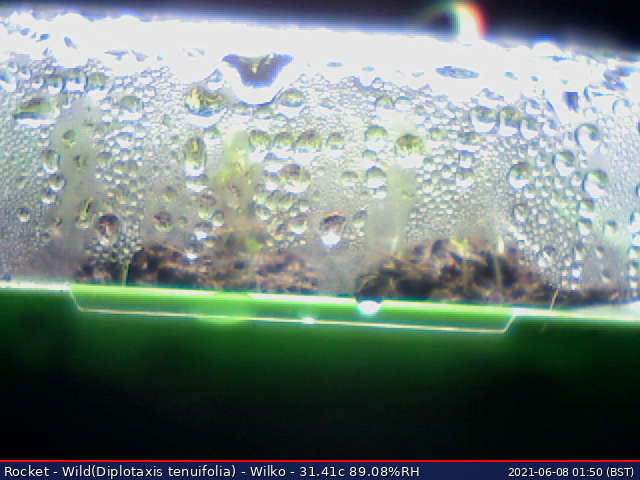 Rocket - Wild(Diplotaxis tenuifolia) - Wilko - 31.41c 89.08%RH
2021-06-08 01:50 (BST)